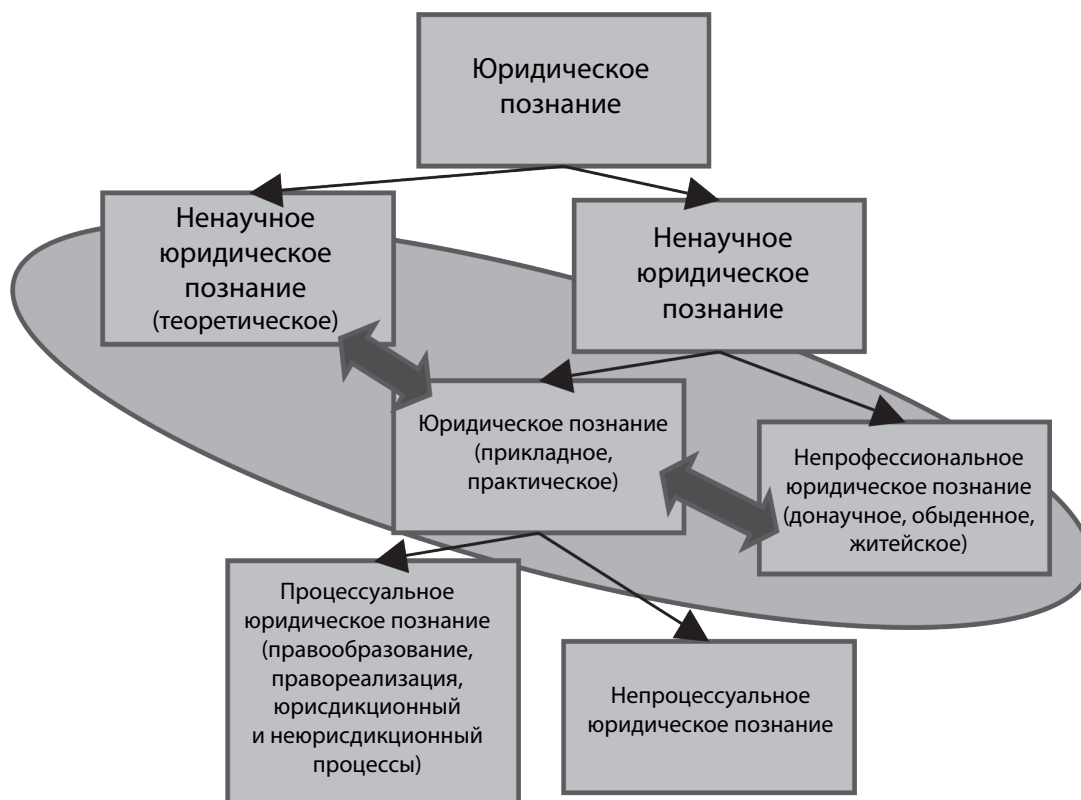 Юридическое
познание
Ненаучное
юридическое
познание
(теоретическое)
Ненаучное
юридическое
познание
Юридическое познание
(прикладное,
практическое)
Непрофессиональное
юридическое познание
(донаучное, обыденное,
житейское)
Процессуальное
юридическое познание
(правообразование,
правореализация,
юрисдикционный
и неюрисдикционный
процессы)
Непроцессуальное
юридическое познание